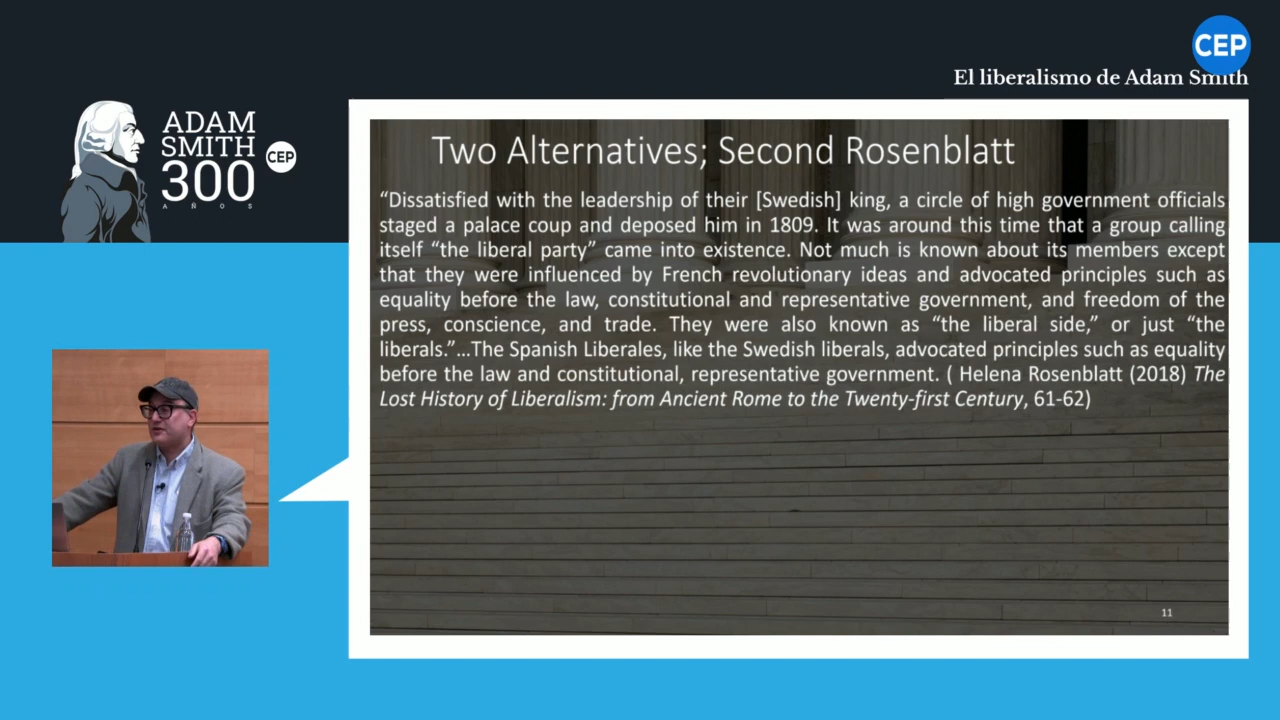 CEP
El liberalismo de Adam Smith
ADAM
SMITH
300
AÑOS
CEP
Two Alternatives; Second Rosenblatt
“Dissatisfied with the leadership of their [Swedish] king, a circle of high government officials
staged a palace coup and deposed him in 1809. It was around this time that a group calling
itself “the liberal party” came into existence. Not much is known about its members except
that they were influenced by French revolutionary ideas and advocated principles such as
equality before the law, constitutional and representative government, and freedom of the
press, conscience, and trade. They were also known as “the liberal side,” or just “the
liberals.”...The Spanish Liberales, like the Swedish liberals, advocated principles such as equality
before the law and constitutional, representative government. ( Helena Rosenblatt (2018) The
Lost History of Liberalism: from Ancient Rome to the Twenty-first Century, 61-62)
11